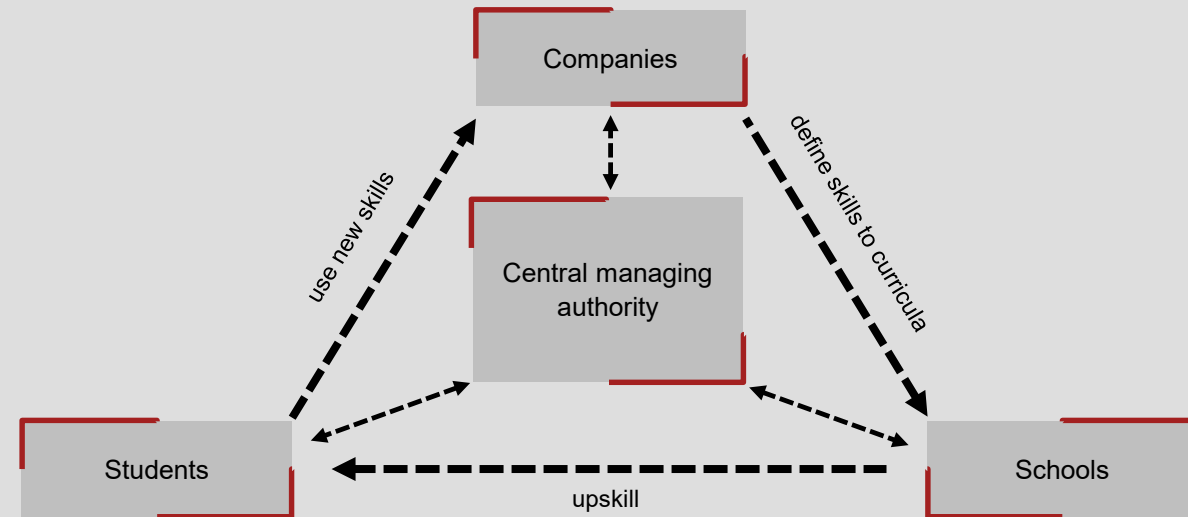 Companies
define skills to curricula
use new skills
Central managing
authority
Students
Schools
upskill